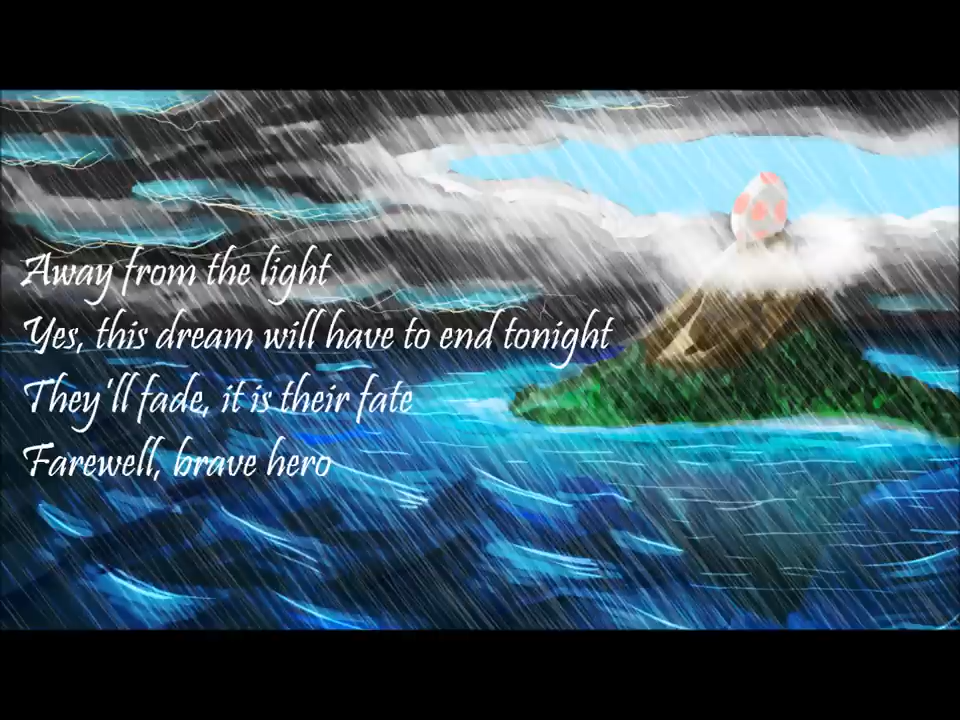 Away from the light
Yes, this dream will have to end tonight
They'll fade, it is their fate
Farewell, brave hero